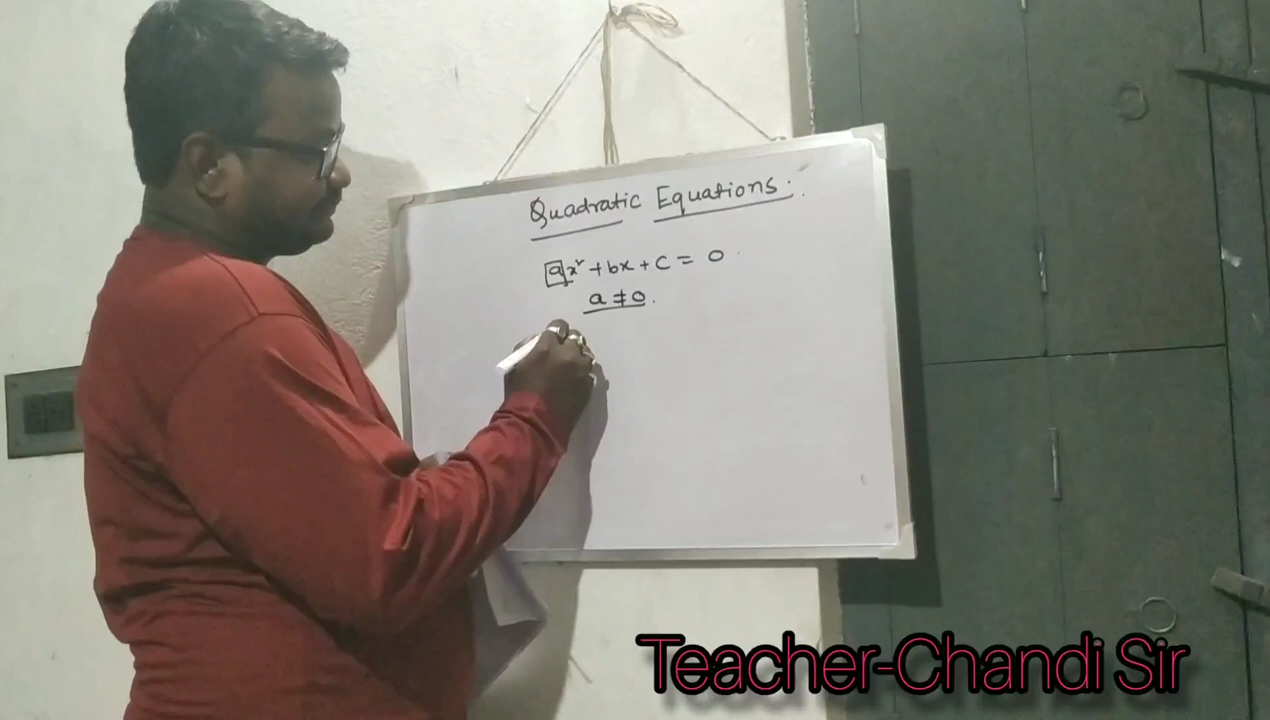 Quadratic Equations:
ax² + bx + c = 0
a ≠ 0.
Teacher-Chandi Sir